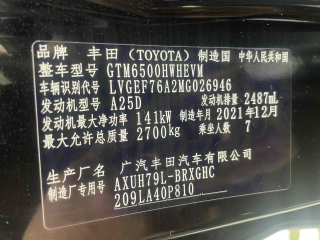 品牌 丰田（TOYOTA） 制造国 中华人民共和国
整车型号 GTM6500HWHEVM
车辆识别代号 LVGEF76A2MG026946
发动机型号 A25D 发动机排量 2487mL
发动机最大净功率 141kW 制造年月 2021年12月
最大允许总质量 2700kg 乘坐人数 7
生产厂名 广汽丰田汽车有限公司
制造厂专用号 AXUH79L-BRXGHC
209LA40P810